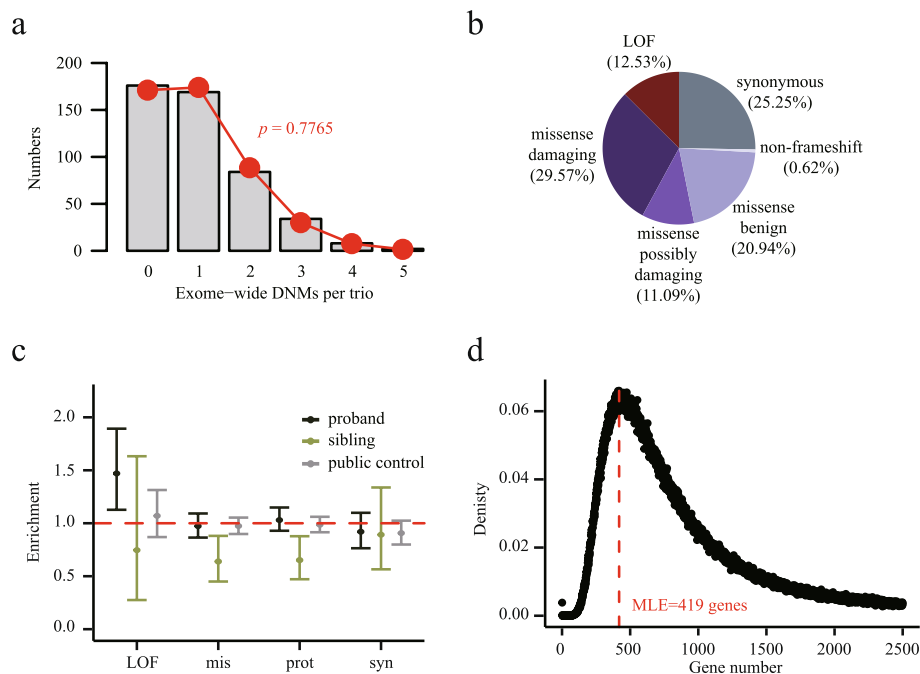 a
200
150
100
50
0
Numbers
p = 0.7765
0 1 2 3 4 5
Exome−wide DNMs per trio
b
LOF
(12.53%)
synonymous
(25.25%)
non-frameshift
(0.62%)
missense
benign
(20.94%)
missense
possibly
damaging
(11.09%)
missense
damaging
(29.57%)
c
2.0
1.5
1.0
0.5
0.0
Enrichment
proband
sibling
public control
LOF mis prot syn
d
0.06
0.04
0.02
0.00
Denisty
MLE=419 genes
0 500 1000 1500 2000 2500
Gene number